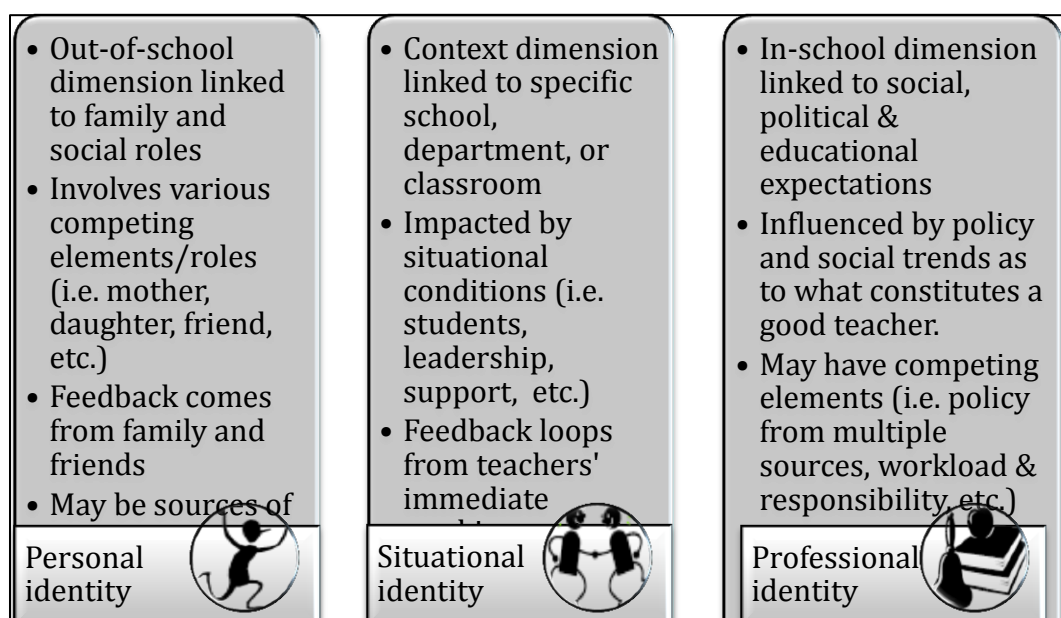 • Out-of-school
dimension linked
to family and
social roles
• Involves various
competing
elements/roles
(i.e. mother,
daughter, friend,
etc.)
• Feedback comes
from family and
friends
• May be sources of
Personal
identity
• Context dimension
linked to specific
school,
department, or
classroom
• Impacted by
situational
conditions (i.e.
students,
leadership,
support,  etc.)
• Feedback loops
from teachers'
immediate
Situational
identity
• In-school dimension
linked to social,
political &
educational
expectations
• Influenced by policy
and social trends as
to what constitutes a
good teacher.
• May have competing
elements (i.e. policy
from multiple
sources, workload &
responsibility, etc.)
Professional
identity